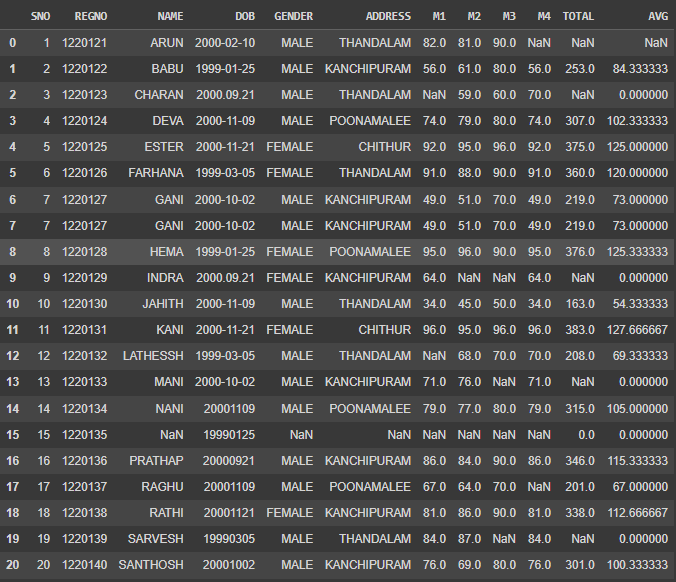 SNO REGNO NAME DOB GENDER ADDRESS M1 M2 M3 M4 TOTAL AVG
0 1 1220121 ARUN 2000-02-10 MALE THANDALAM 82.0 81.0 90.0 NaN NaN NaN
1 2 1220122 BABU 1999-01-25 MALE KANCHIPURAM 56.0 61.0 80.0 56.0 253.0 84.333333
2 3 1220123 CHARAN 2000.09.21 MALE THANDALAM NaN 59.0 60.0 70.0 NaN 0.000000
3 4 1220124 DEVA 2000-11-09 MALE POONAMALEE 74.0 79.0 80.0 74.0 307.0 102.333333
4 5 1220125 ESTER 2000-11-21 FEMALE CHITHUR 92.0 95.0 96.0 92.0 375.0 125.000000
5 6 1220126 FARHANA 1999-03-05 FEMALE THANDALAM 91.0 88.0 90.0 91.0 360.0 120.000000
6 7 1220127 GANI 2000-10-02 MALE KANCHIPURAM 49.0 51.0 70.0 49.0 219.0 73.000000
7 7 1220127 GANI 2000-10-02 MALE KANCHIPURAM 49.0 51.0 70.0 49.0 219.0 73.000000
8 8 1220128 HEMA 1999-01-25 FEMALE POONAMALEE 95.0 96.0 90.0 95.0 376.0 125.333333
9 9 1220129 INDRA 2000.09.21 FEMALE KANCHIPURAM 64.0 NaN NaN 64.0 NaN 0.000000
10 10 1220130 JAHITH 2000-11-09 MALE THANDALAM 34.0 45.0 50.0 34.0 163.0 54.333333
11 11 1220131 KANI 2000-11-21 FEMALE CHITHUR 96.0 95.0 96.0 96.0 383.0 127.666667
12 12 1220132 LATHESSH 1999-03-05 MALE THANDALAM NaN 68.0 70.0 70.0 208.0 69.333333
13 13 1220133 MANI 2000-10-02 MALE KANCHIPURAM 71.0 76.0 NaN 71.0 NaN 0.000000
14 14 1220134 NANI 20001109 MALE POONAMALEE 79.0 77.0 80.0 79.0 315.0 105.000000
15 15 1220135 NaN 19990125 NaN NaN NaN NaN NaN NaN 0.0 0.000000
16 16 1220136 PRATHAP 20000921 MALE KANCHIPURAM 86.0 84.0 90.0 86.0 346.0 115.333333
17 17 1220137 RAGHU 20001109 MALE POONAMALEE 67.0 64.0 70.0 NaN 201.0 67.000000
18 18 1220138 RATHI 20001121 FEMALE KANCHIPURAM 81.0 86.0 90.0 81.0 338.0 112.666667
19 19 1220139 SARVESH 19990305 MALE THANDALAM 84.0 87.0 NaN 84.0 NaN 0.000000
20 20 1220140 SANTHOSH 20001002 MALE KANCHIPURAM 76.0 69.0 80.0 76.0 301.0 100.333333